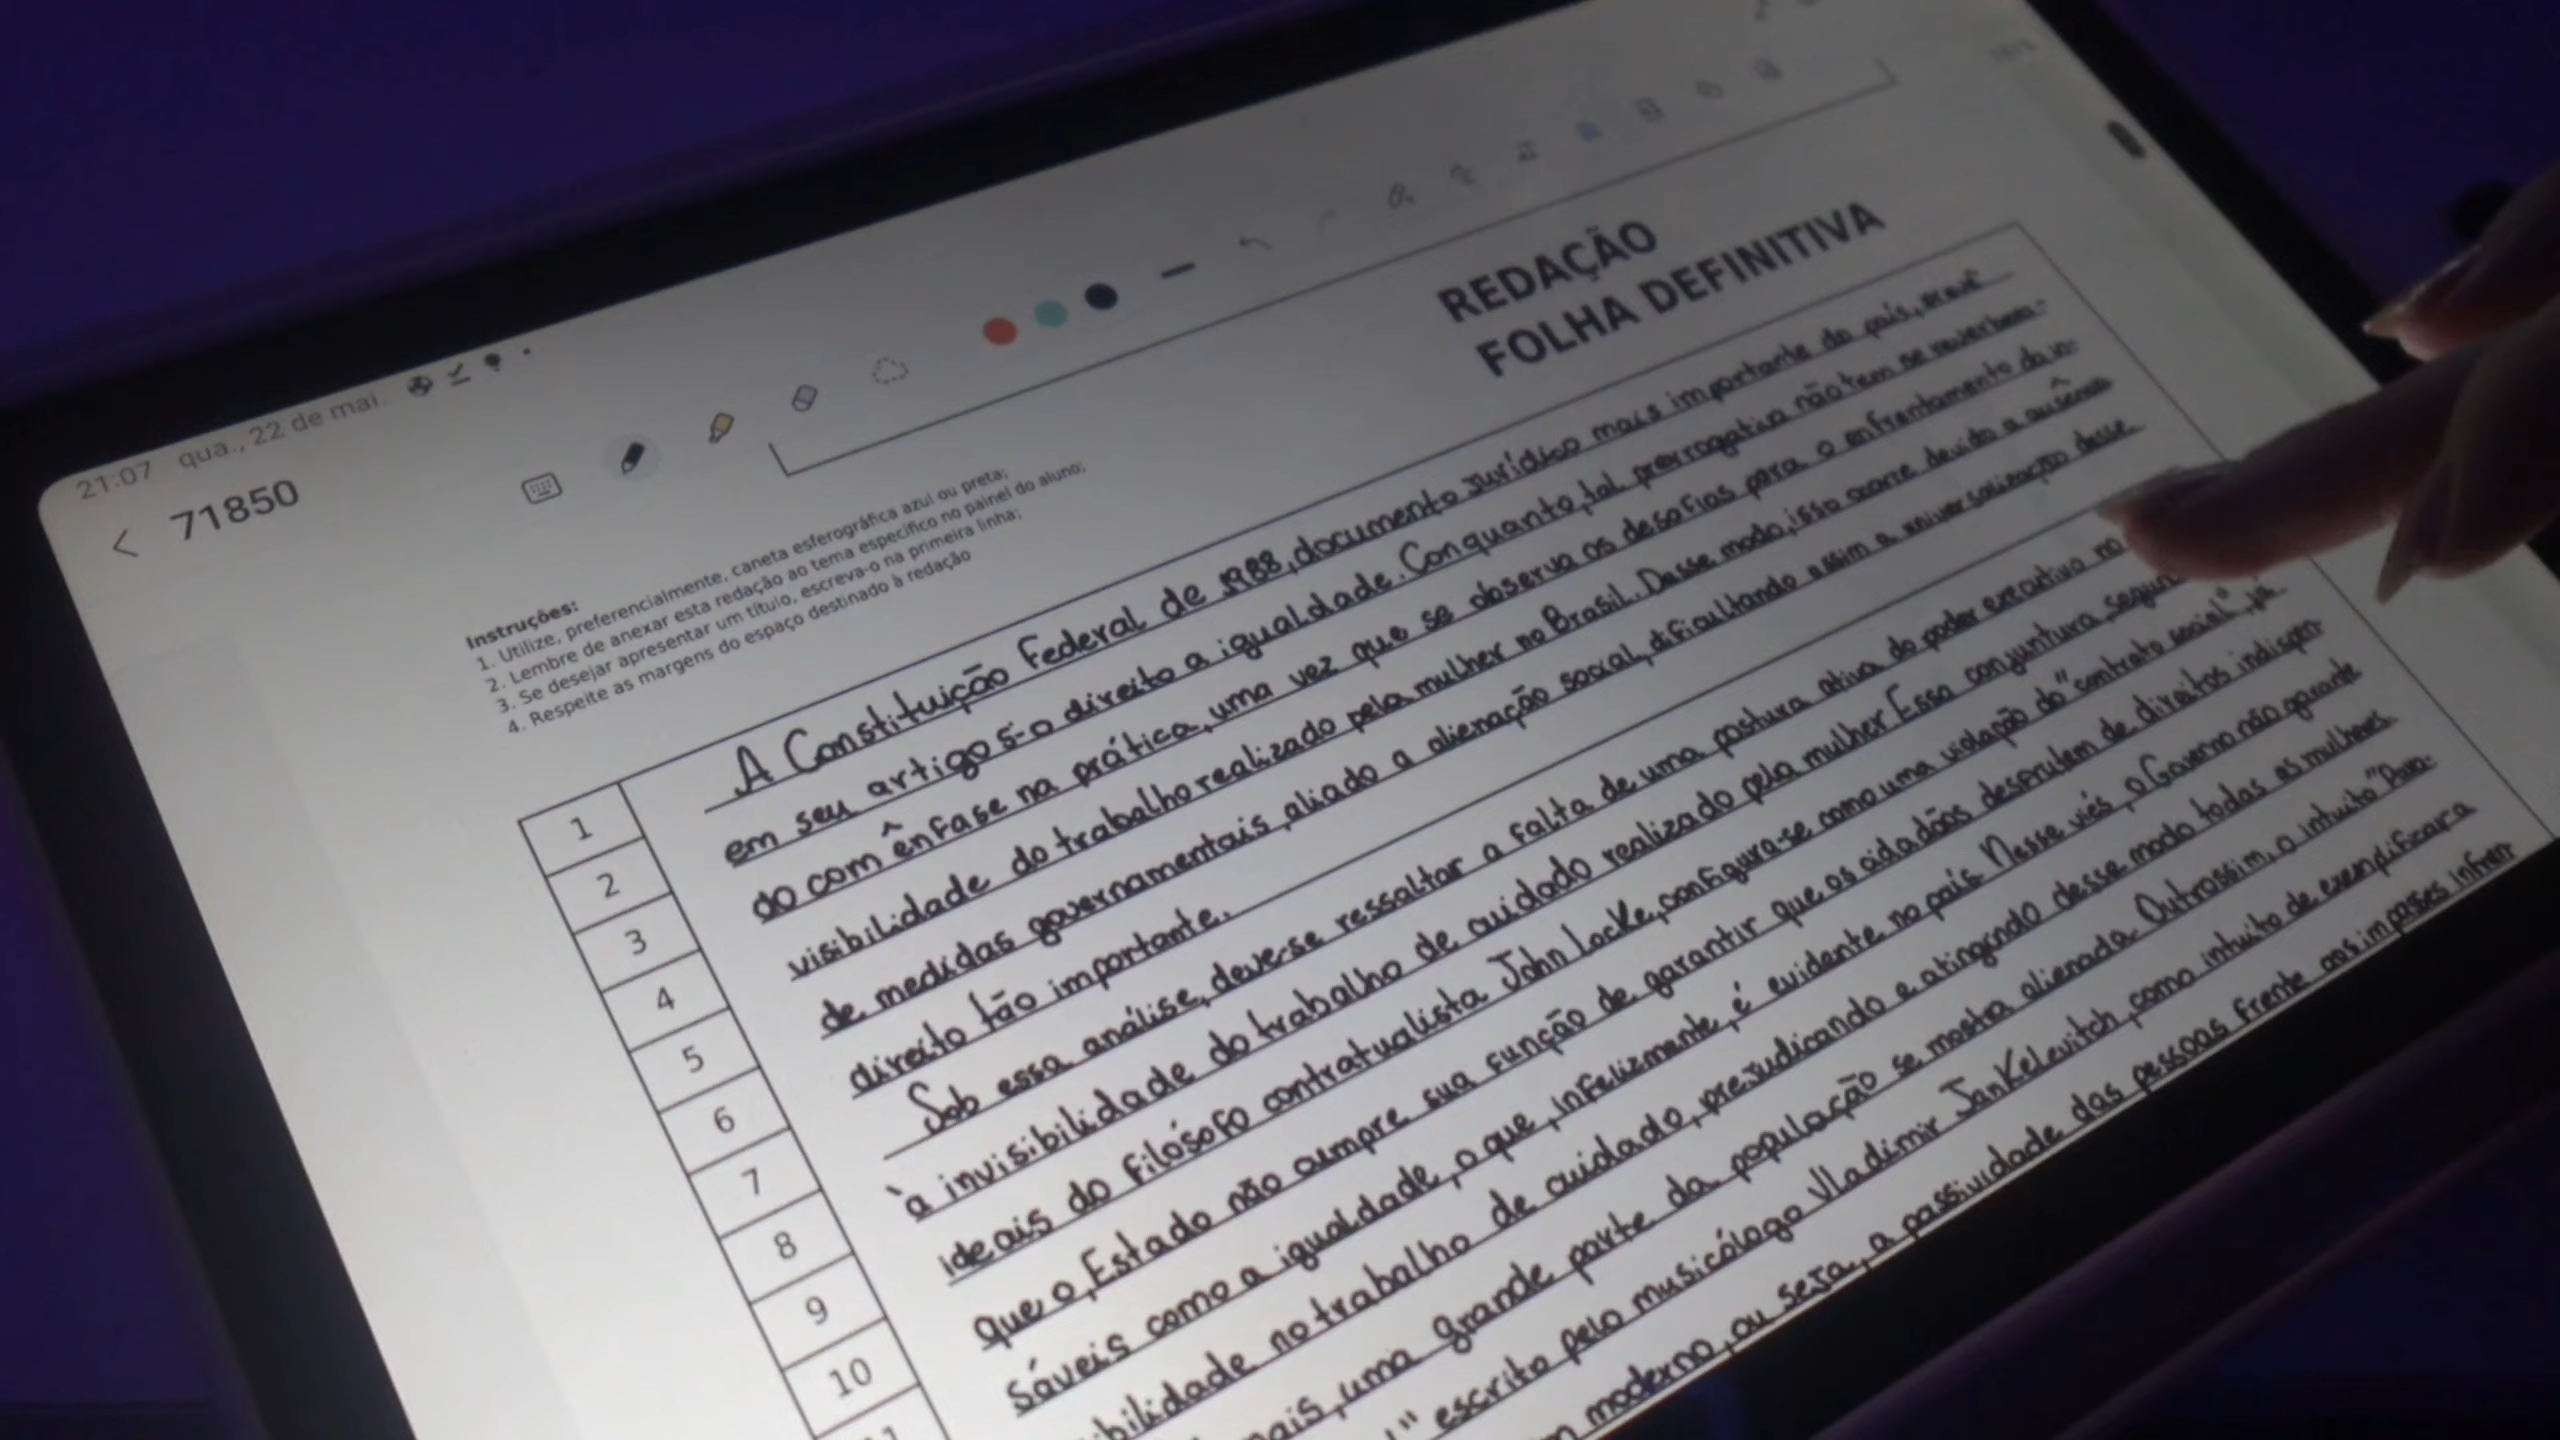 21:07 qua., 22 de mai.
71850
REDAÇÃO
FOLHA DEFINITIVA
Instruções:
1. Utilize, preferencialmente, caneta esferográfica azul ou preta;
2. Lembre de anexar esta redação ao tema específico no painel do aluno;
3. Se desejar apresentar um título, escreva-o na primeira linha;
4. Respeite as margens do espaço destinado à redação
1 A Constituição Federal de 1988, documento jurídico mais importante do país, prevê
2 em seu artigo 5-o direito a igualdade. Conquanto, tal prerrogativa não tem se reverberan-
3 do com ênfase na prática, uma vez que se observa os desafios para o enfrentamento da in-
4 visibilidade do trabalho realizado pela mulher no Brasil. Desse modo, isso ocorre devido a ausência
5 de medidas governamentais, aliado a alienação social, dificultando assim a universalização desse
6 direito tão importante.
7 Sob essa análise, deve-se ressaltar a falta de uma postura ativa do poder executivo no
8 à invisibilidade do trabalho de cuidado realizado pela mulher Essa conjuntura, segun
9 ideais do filósofo contratualista John Locke, configura-se como uma violação do "contrato social", já
10 que o, Estado não cumpre sua função de garantir que os cidadãos desfrutem de direitos indispen
11 sáveis como a igualdade, o que, infelizmente, é evidente no país Nesse viés, o Governo não garante
bilidade no trabalho de cuidado, prejudicando e atingindo desse modo todas as mulheres.
mais, uma grande parte da população se mostra alienada. Outrossim, o intuito "Para-
" escrito pelo musicólogo Vladimir Jankelevitch, como intuito de exemplificar a
moderno, ou seja, a passividade das pessoas frente aos impasses infren